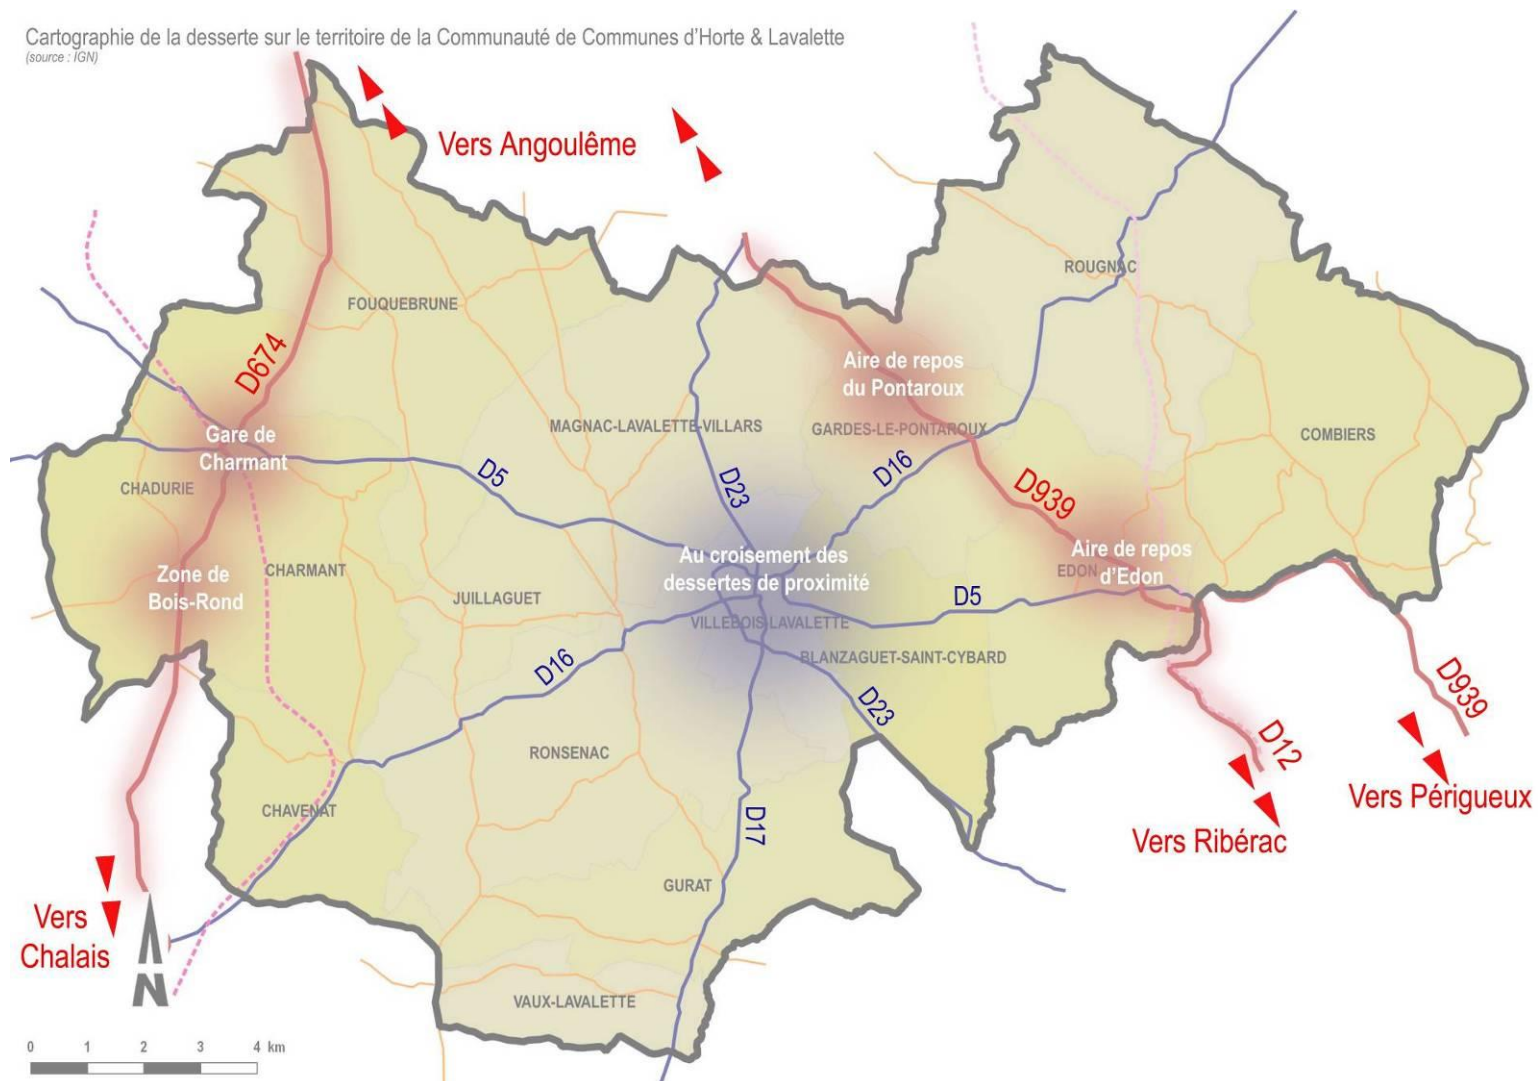 Cartographie de la desserte sur le territoire de la Communauté de Communes d'Horte & Lavalette
(source : IGN)
Vers Angoulême
ROUGNAC
FOUQUEBRUNE
D674
Aire de repos
du Pontaroux
MAGNAC-LAVALETTE-VILLARS
GARDES-LE-PONTAROUX
COMBIERS
Gare de
Charmant
D5
D23
D16
D939
CHADURIE
Au croisement des
dessertes de proximité
Aire de repos
d'Edon
EDON
Zone de
Bois-Rond
CHARMANT
JUILLAGUET
D5
VILLEBOIS-LAVALETTE
BLANZAGUET-SAINT-CYBARD
D16
D23
D939
D12
RONSENAC
Vers Périgueux
CHAVENAT
D17
Vers Ribérac
GURAT
Vers
Chalais
N
VAUX-LAVALETTE
0 1 2 3 4 km